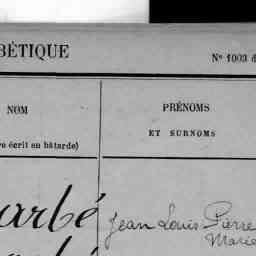 BÉTIQUE
N° 1003 d
NOM
PRÉNOMS
ET SURNOMS
e écrit en bâtarde)
arbé
Jean Louis Pierre
Marie